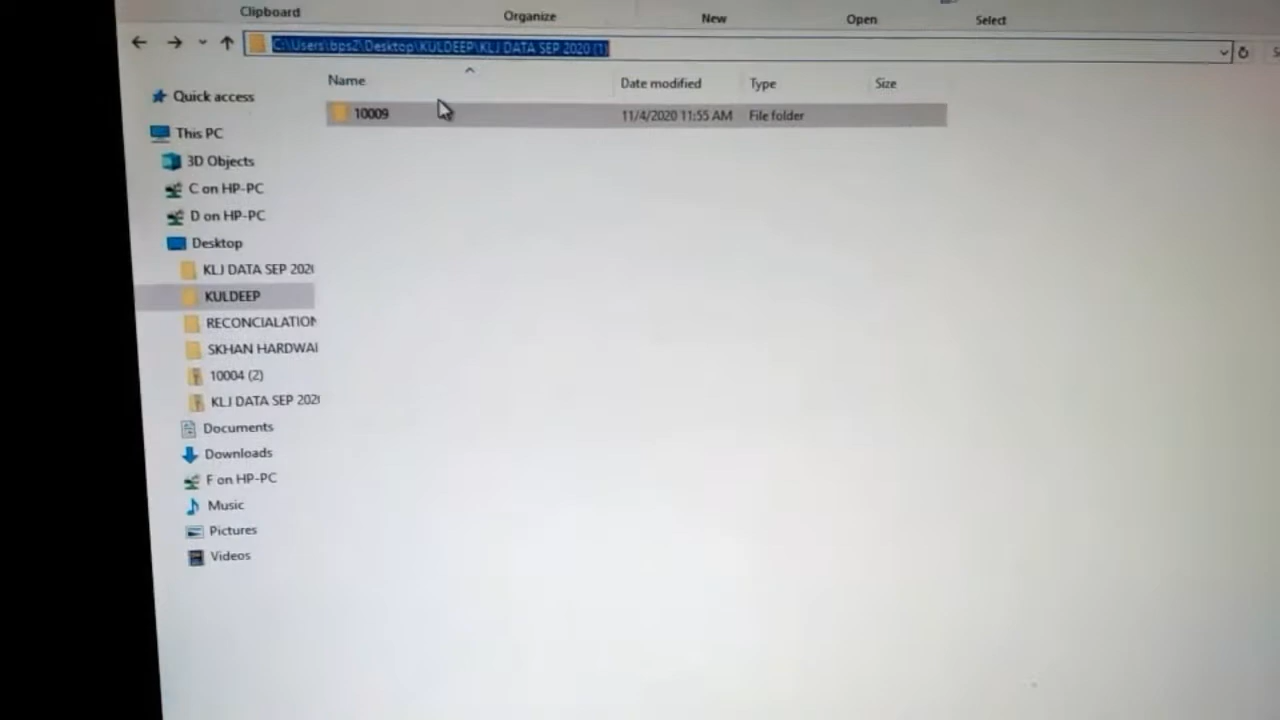 Clipboard
Organize
New
Open
Select
C:\Users\bps2\Desktop\KULDEEP\KLJ DATA SEP 2020 (1)
Name
Date modified
Type
Size
10009
11/4/2020 11:55 AM
File folder
Quick access
This PC
3D Objects
C on HP-PC
D on HP-PC
Desktop
KLJ DATA SEP 202
KULDEEP
RECONCIALATION
SKHAN HARDWA
10004 (2)
KLJ DATA SEP 202
Documents
Downloads
F on HP-PC
Music
Pictures
Videos